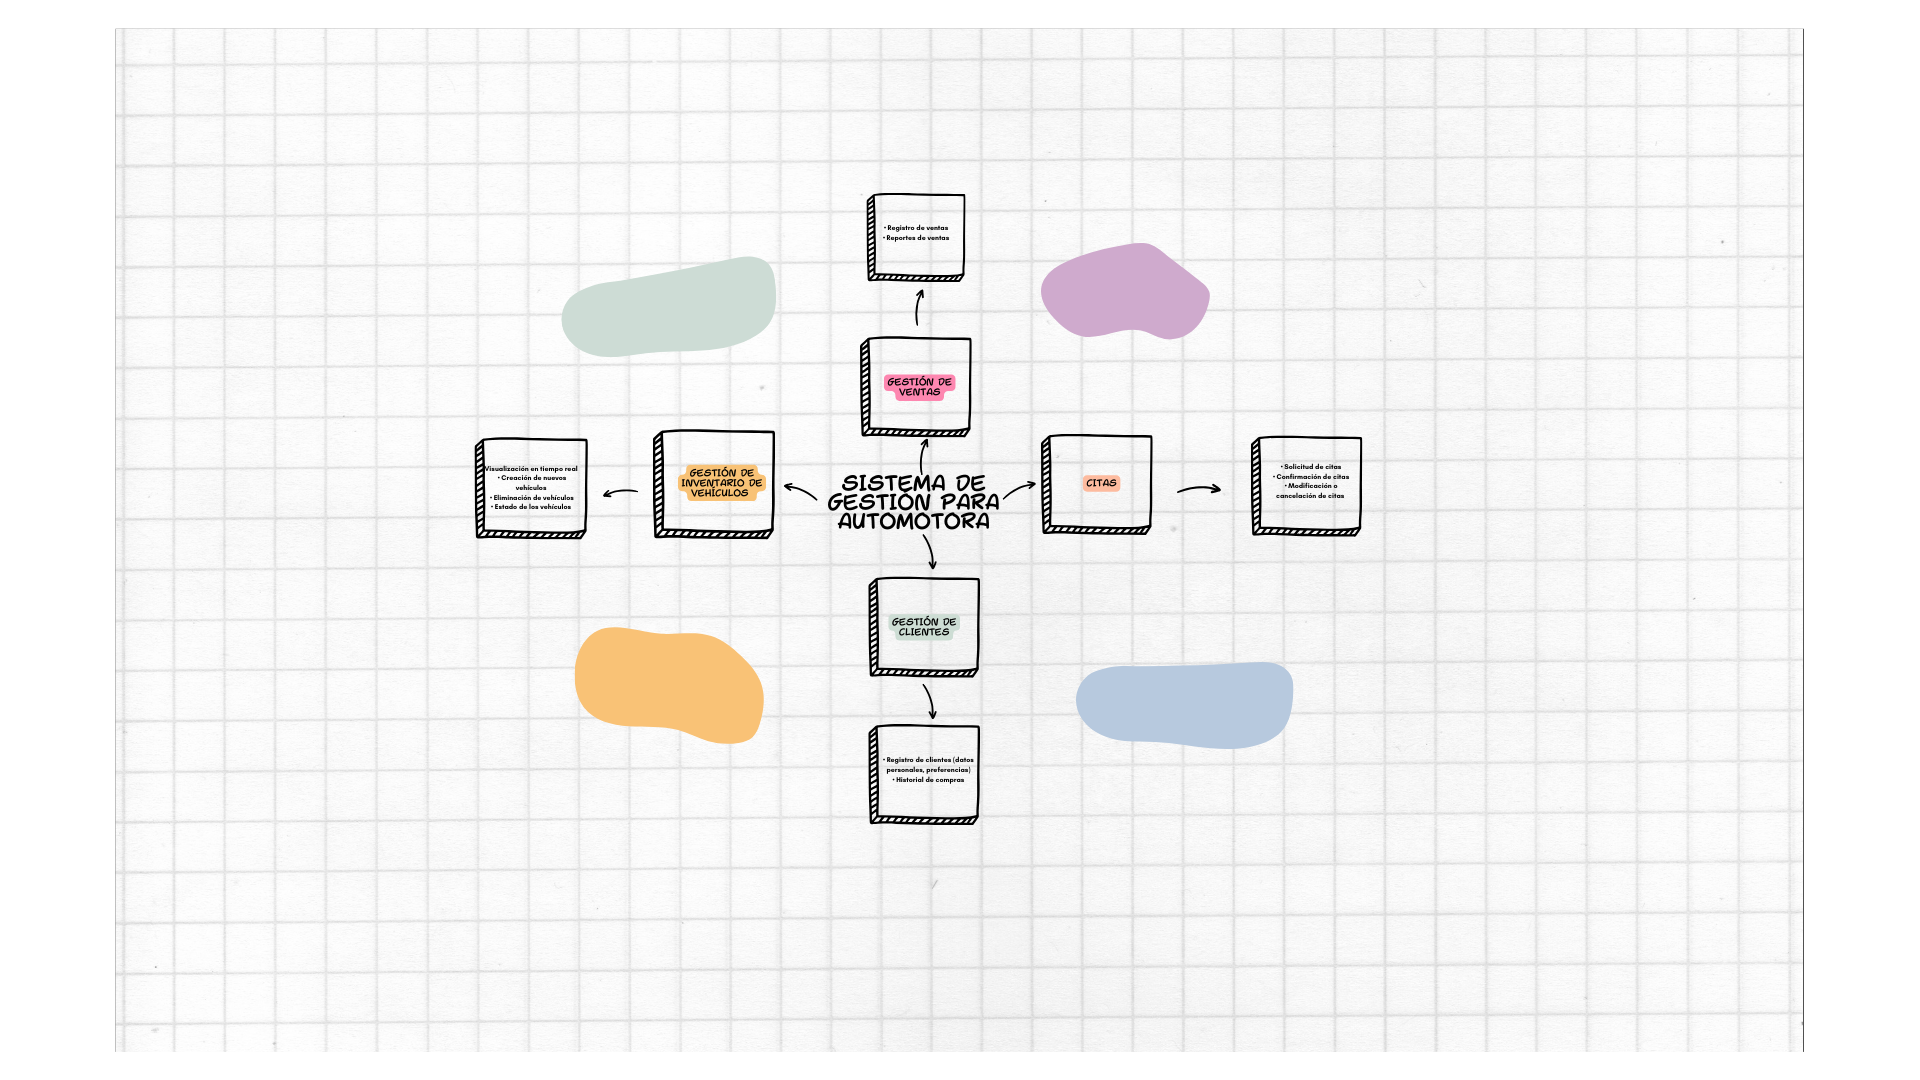 • Registro de ventas
• Reportes de ventas
GESTIÓN DE
VENTAS
Visualización en tiempo real
• Creación de nuevos
vehículos
• Eliminación de vehículos
• Estado de los vehículos
GESTIÓN DE
INVENTARIO DE
VEHÍCULOS
SISTEMA DE
GESTIÓN PARA
AUTOMOTORA
CITAS
• Solicitud de citas
• Confirmación de citas
• Modificación o
cancelación de citas
GESTIÓN DE
CLIENTES
• Registro de clientes (datos
personales, preferencias)
• Historial de compras